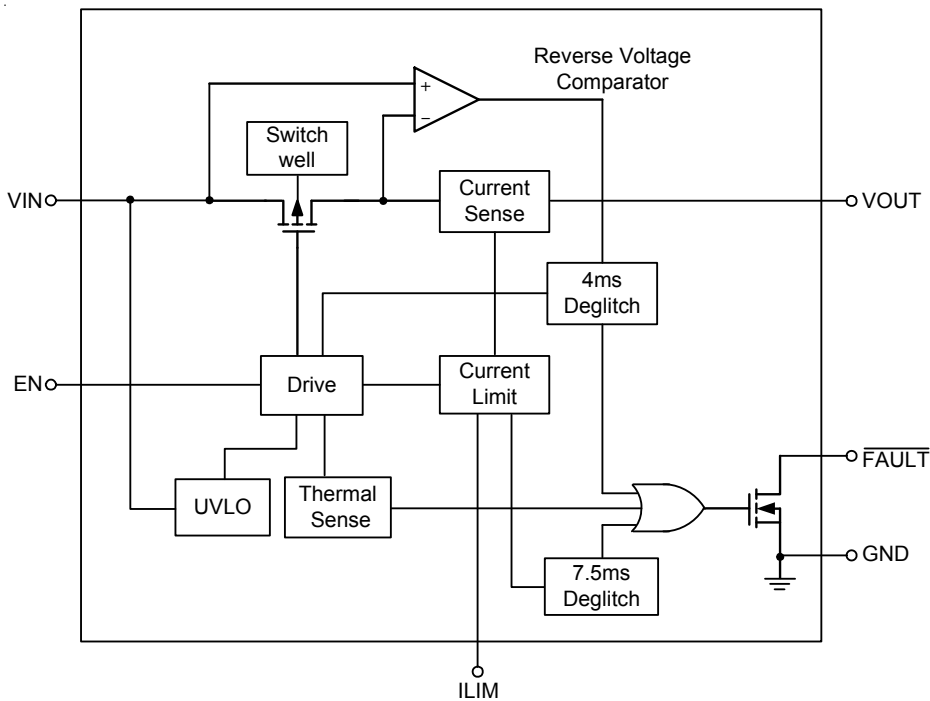 Reverse Voltage
Comparator
+
−
Switch
well
VIN
Current
Sense
VOUT
4ms
Deglitch
EN
Drive
Current
Limit
FAULT
UVLO
Thermal
Sense
GND
7.5ms
Deglitch
ILIM